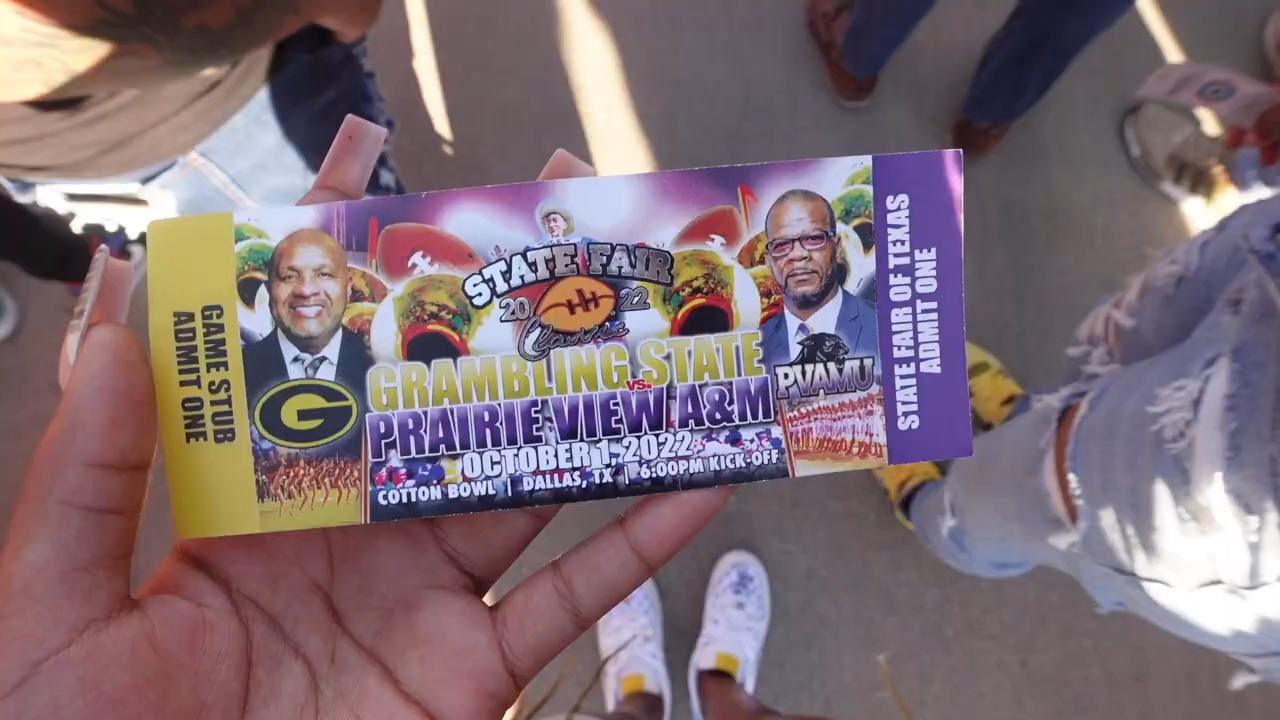 GAME STUB
ADMIT ONE
STATE FAIR
2022
Classic
GRAMBLING STATE
VS.
PRAIRIE VIEW A&M
OCTOBER 1, 2022
COTTON BOWL | DALLAS, TX | 6:00PM KICK-OFF
G
PVAMU
STATE FAIR OF TEXAS
ADMIT ONE